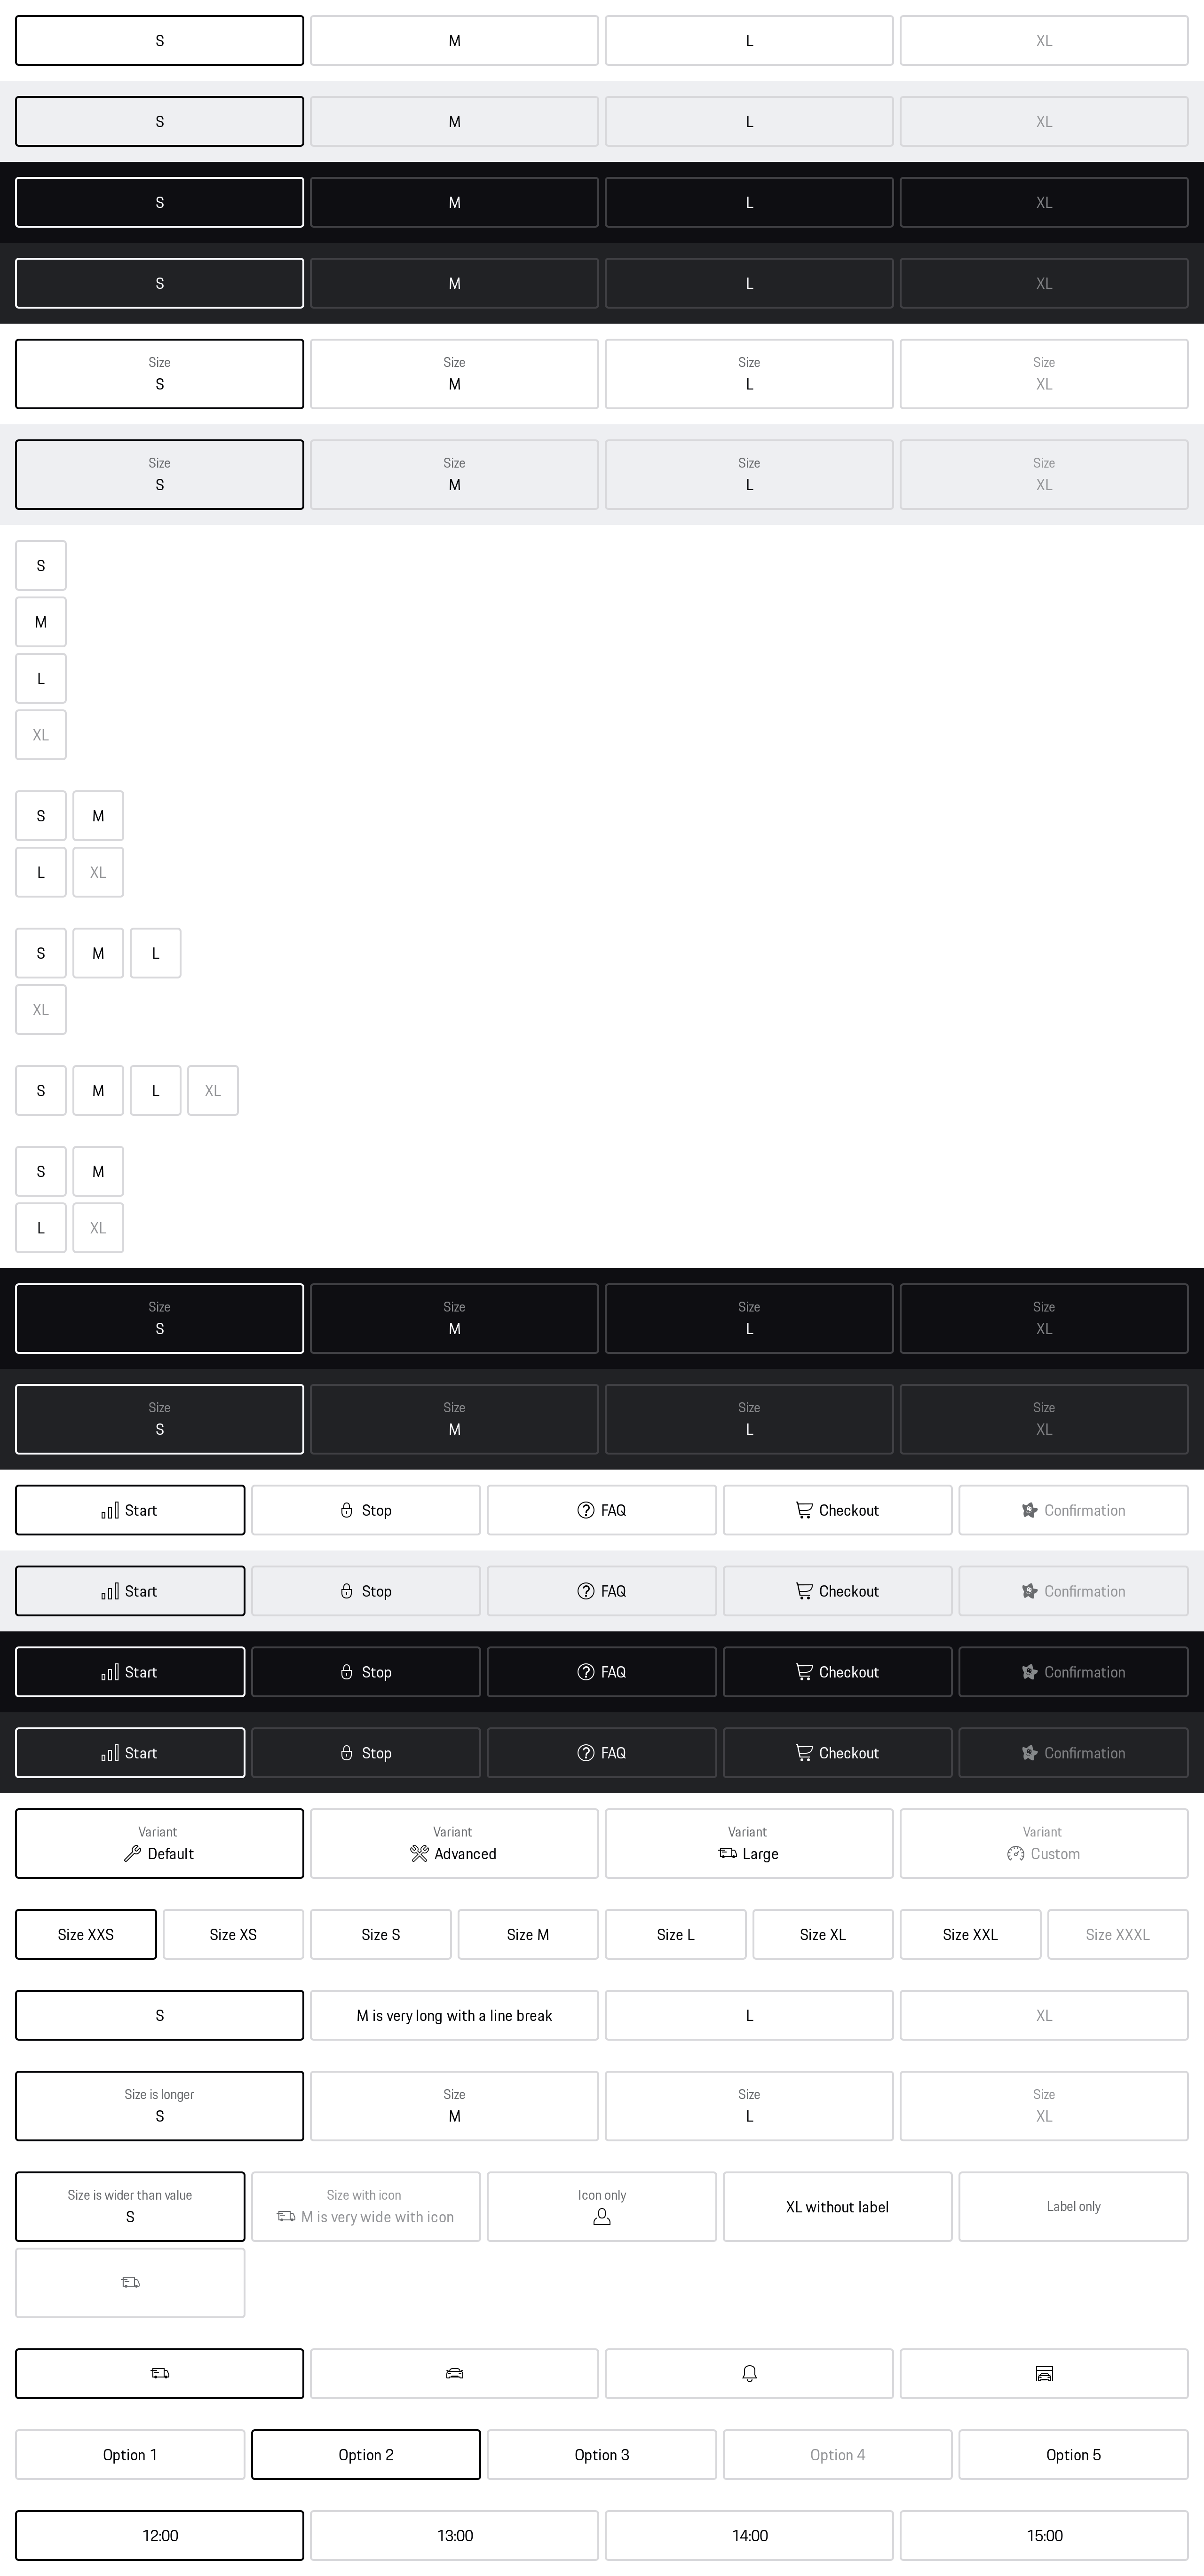 S M L XL
S M L XL
S M L XL
S M L XL
Size Size Size Size
S M L XL
Size Size Size Size
S M L XL
S
M
L
XL
S M
L XL
S M L
XL
S M L XL
S M
L XL
Size Size Size Size
S M L XL
Size Size Size Size
S M L XL
Start Stop FAQ Checkout Confirmation
Start Stop FAQ Checkout Confirmation
Start Stop FAQ Checkout Confirmation
Start Stop FAQ Checkout Confirmation
Variant Variant Variant Variant
Default Advanced Large Custom
Size XXS Size XS Size S Size M Size L Size XL Size XXL Size XXXL
S M is very long with a line break L XL
Size is longer Size Size Size
S M L XL
Size is wider than value Size with icon Icon only XL without label Label only
S M is very wide with icon
Option 1 Option 2 Option 3 Option 4 Option 5
12:00 13:00 14:00 15:00